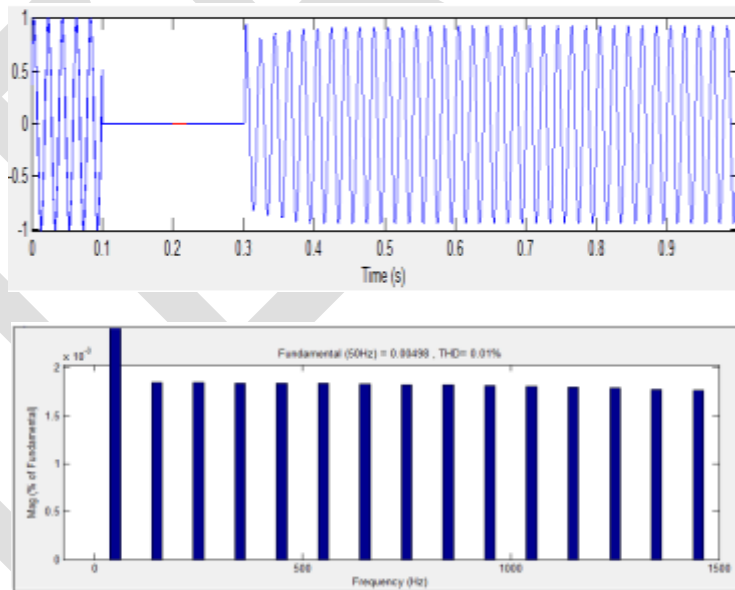 1
0.5
0
-0.5
-1
0 0.1 0.2 0.3 0.4 0.5 0.6 0.7 0.8 0.9
Time (s)
x 10⁻³
Fundamental (50Hz) = 0.00498 , THD= 0.01%
2
1.5
1
0.5
0
Mag (% of Fundamental)
0 500 1000 1500
Frequency (Hz)